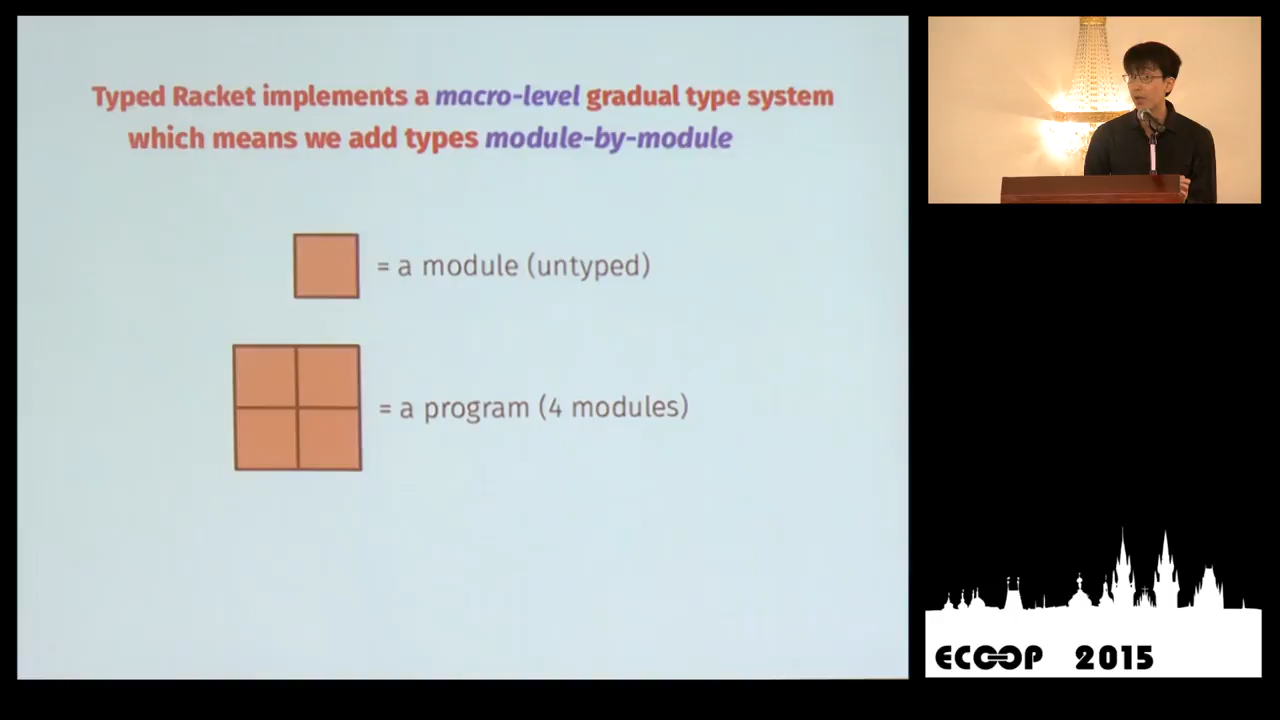 Typed Racket implements a macro-level gradual type system
which means we add types module-by-module
= a module (untyped)
= a program (4 modules)
ECOOP 2015